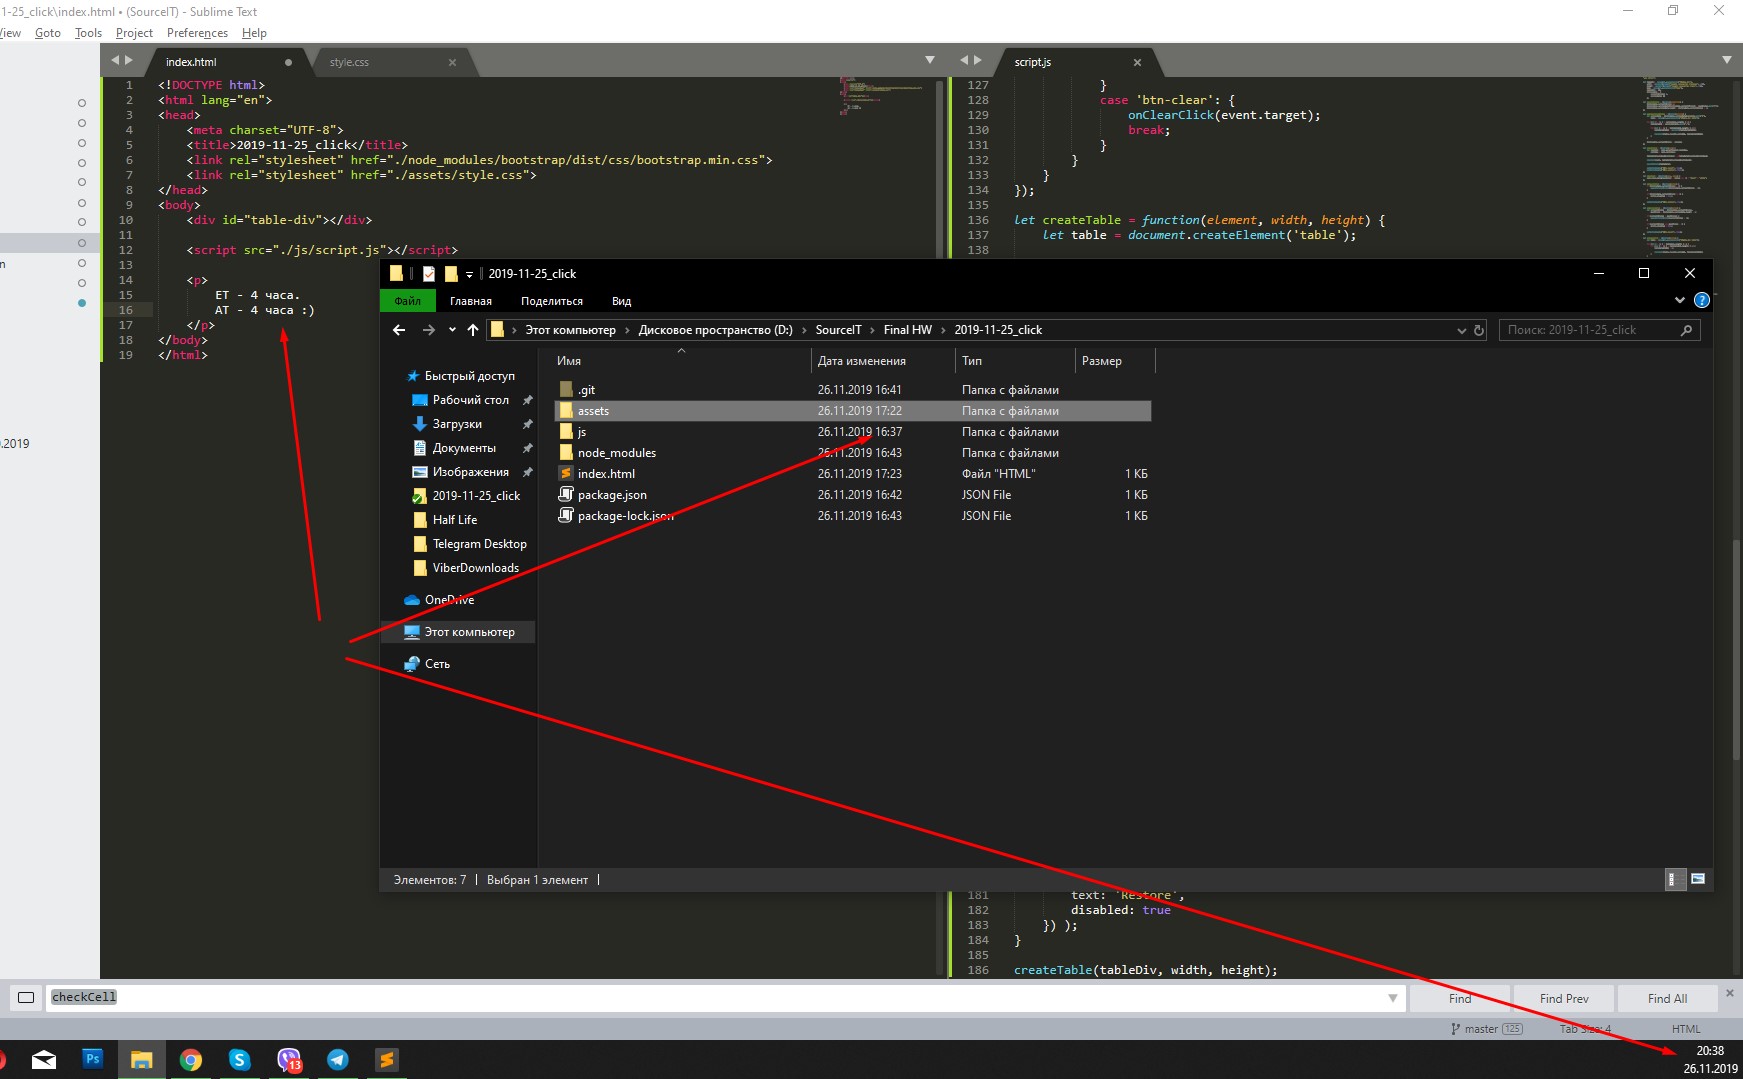 1-25_click\index.html • (SourceIT) - Sublime Text
View Goto Tools Project Preferences Help
index.html
style.css
script.js
1 <!DOCTYPE html>
2 <html lang="en">
3 <head>
4 <meta charset="UTF-8">
5 <title>2019-11-25_click</title>
6 <link rel="stylesheet" href="./node_modules/bootstrap/dist/css/bootstrap.min.css">
7 <link rel="stylesheet" href="./assets/style.css">
8 </head>
9 <body>
10 <div id="table-div"></div>
11
12 <script src="./js/script.js"></script>
13
14 <p>
15 ET - 4 часа.
16 AT - 4 часа :)
17 </p>
18 </body>
19 </html>
127 }
128 case 'btn-clear': {
129 onClearClick(event.target);
130 break;
131 }
132 }
133 }
134 });
135
136 let createTable = function(element, width, height) {
137 let table = document.createElement('table');
138
n
.2019
2019-11-25_click
Файл Главная Поделиться Вид
Этот компьютер › Дисковое пространство (D:) › SourceIT › Final HW › 2019-11-25_click
Поиск: 2019-11-25_click
Быстрый доступ
Рабочий стол
Загрузки
Документы
Изображения
2019-11-25_click
Half Life
Telegram Desktop
ViberDownloads
OneDrive
Этот компьютер
Сеть
Имя Дата изменения Тип Размер
.git 26.11.2019 16:41 Папка с файлами
assets 26.11.2019 17:22 Папка с файлами
js 26.11.2019 16:37 Папка с файлами
node_modules 26.11.2019 16:43 Папка с файлами
index.html 26.11.2019 17:23 Файл "HTML" 1 КБ
package.json 26.11.2019 16:42 JSON File 1 КБ
package-lock.json 26.11.2019 16:43 JSON File 1 КБ
Элементов: 7 Выбран 1 элемент
181 text: 'Restore',
182 disabled: true
183 }) );
184 }
185
186 createTable(tableDiv, width, height);
checkCell
Find Find Prev Find All
master 125 Tab Size: 4 HTML
Ps
S
13
20:38
26.11.2019